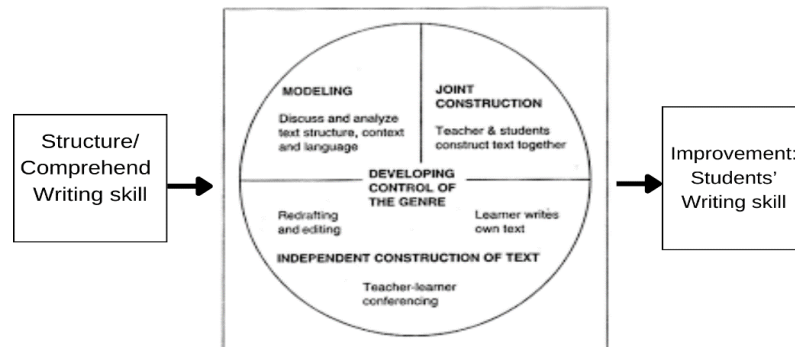 Structure/
Comprehend
Writing skill
MODELING
Discuss and analyze
text structure, context
and language
JOINT
CONSTRUCTION
Teacher & students
construct text together
DEVELOPING
CONTROL OF
THE GENRE
Redrafting
and editing
Learner writes
own text
INDEPENDENT CONSTRUCTION OF TEXT
Teacher-learner
conferencing
Improvement:
Students'
Writing skill